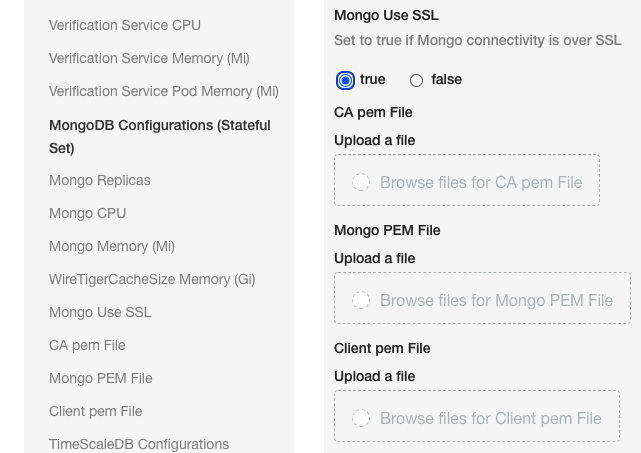 Verification Service CPU
Verification Service Memory (Mi)
Verification Service Pod Memory (Mi)
MongoDB Configurations (Stateful
Set)
Mongo Replicas
Mongo CPU
Mongo Memory (Mi)
WireTigerCacheSize Memory (Gi)
Mongo Use SSL
CA pem File
Mongo PEM File
Client pem File
TimeScaleDB Configurations
Mongo Use SSL
Set to true if Mongo connectivity is over SSL
true false
CA pem File
Upload a file
Browse files for CA pem File
Mongo PEM File
Upload a file
Browse files for Mongo PEM File
Client pem File
Upload a file
Browse files for Client pem File